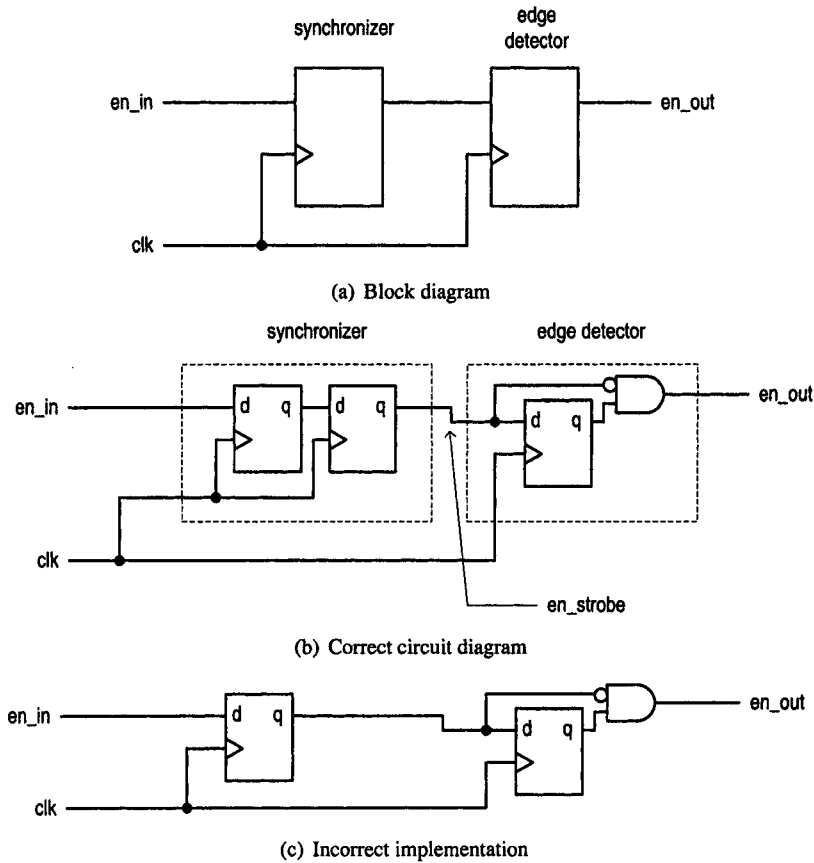 synchronizer
edge
detector
en_in
en_out
clk
(a) Block diagram
synchronizer
edge detector
en_in
d q
d q
d q
en_out
clk
en_strobe
(b) Correct circuit diagram
en_in
d q
d q
en_out
clk
(c) Incorrect implementation